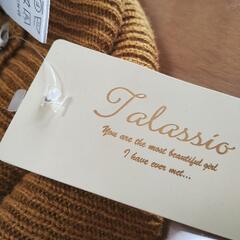 Talassio
You are the most beautiful girl
I have ever met...